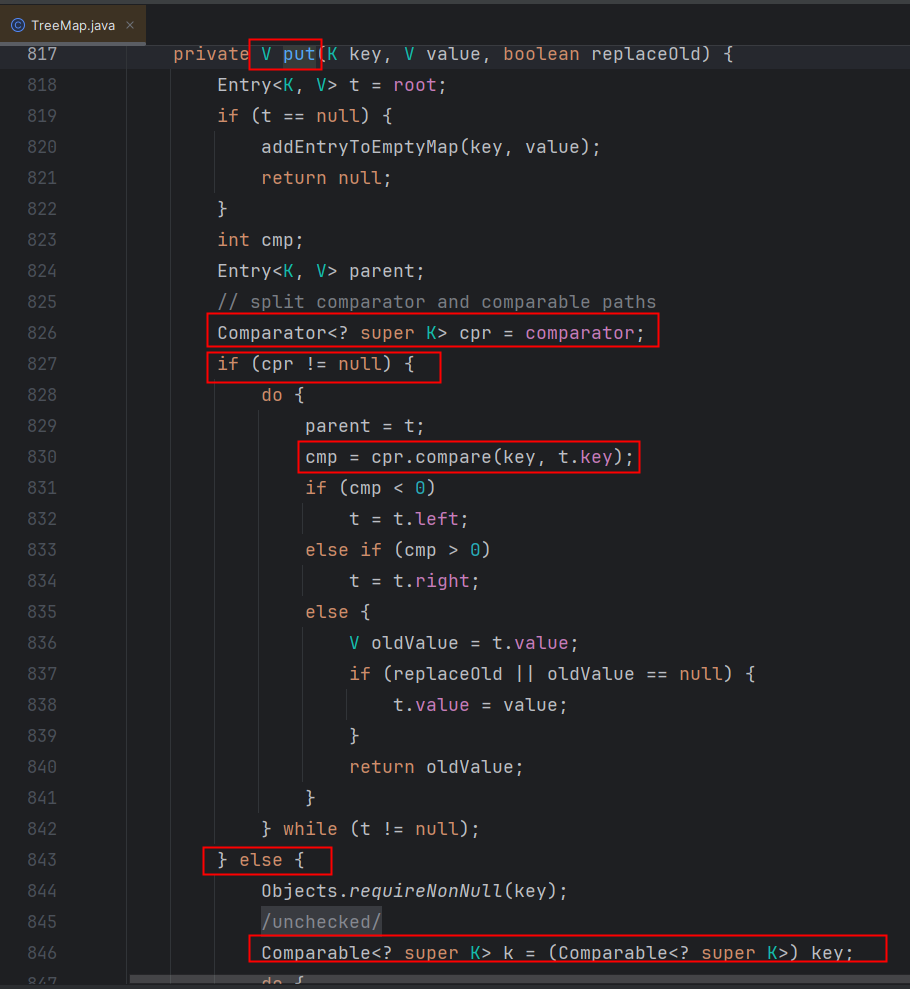 TreeMap.java
817 private V put(K key, V value, boolean replaceOld) {
818 Entry<K, V> t = root;
819 if (t == null) {
820 addEntryToEmptyMap(key, value);
821 return null;
822 }
823 int cmp;
824 Entry<K, V> parent;
825 // split comparator and comparable paths
826 Comparator<? super K> cpr = comparator;
827 if (cpr != null) {
828 do {
829 parent = t;
830 cmp = cpr.compare(key, t.key);
831 if (cmp < 0)
832 t = t.left;
833 else if (cmp > 0)
834 t = t.right;
835 else {
836 V oldValue = t.value;
837 if (replaceOld || oldValue == null) {
838 t.value = value;
839 }
840 return oldValue;
841 }
842 } while (t != null);
843 } else {
844 Objects.requireNonNull(key);
845 /unchecked/
846 Comparable<? super K> k = (Comparable<? super K>) key;
847 do {